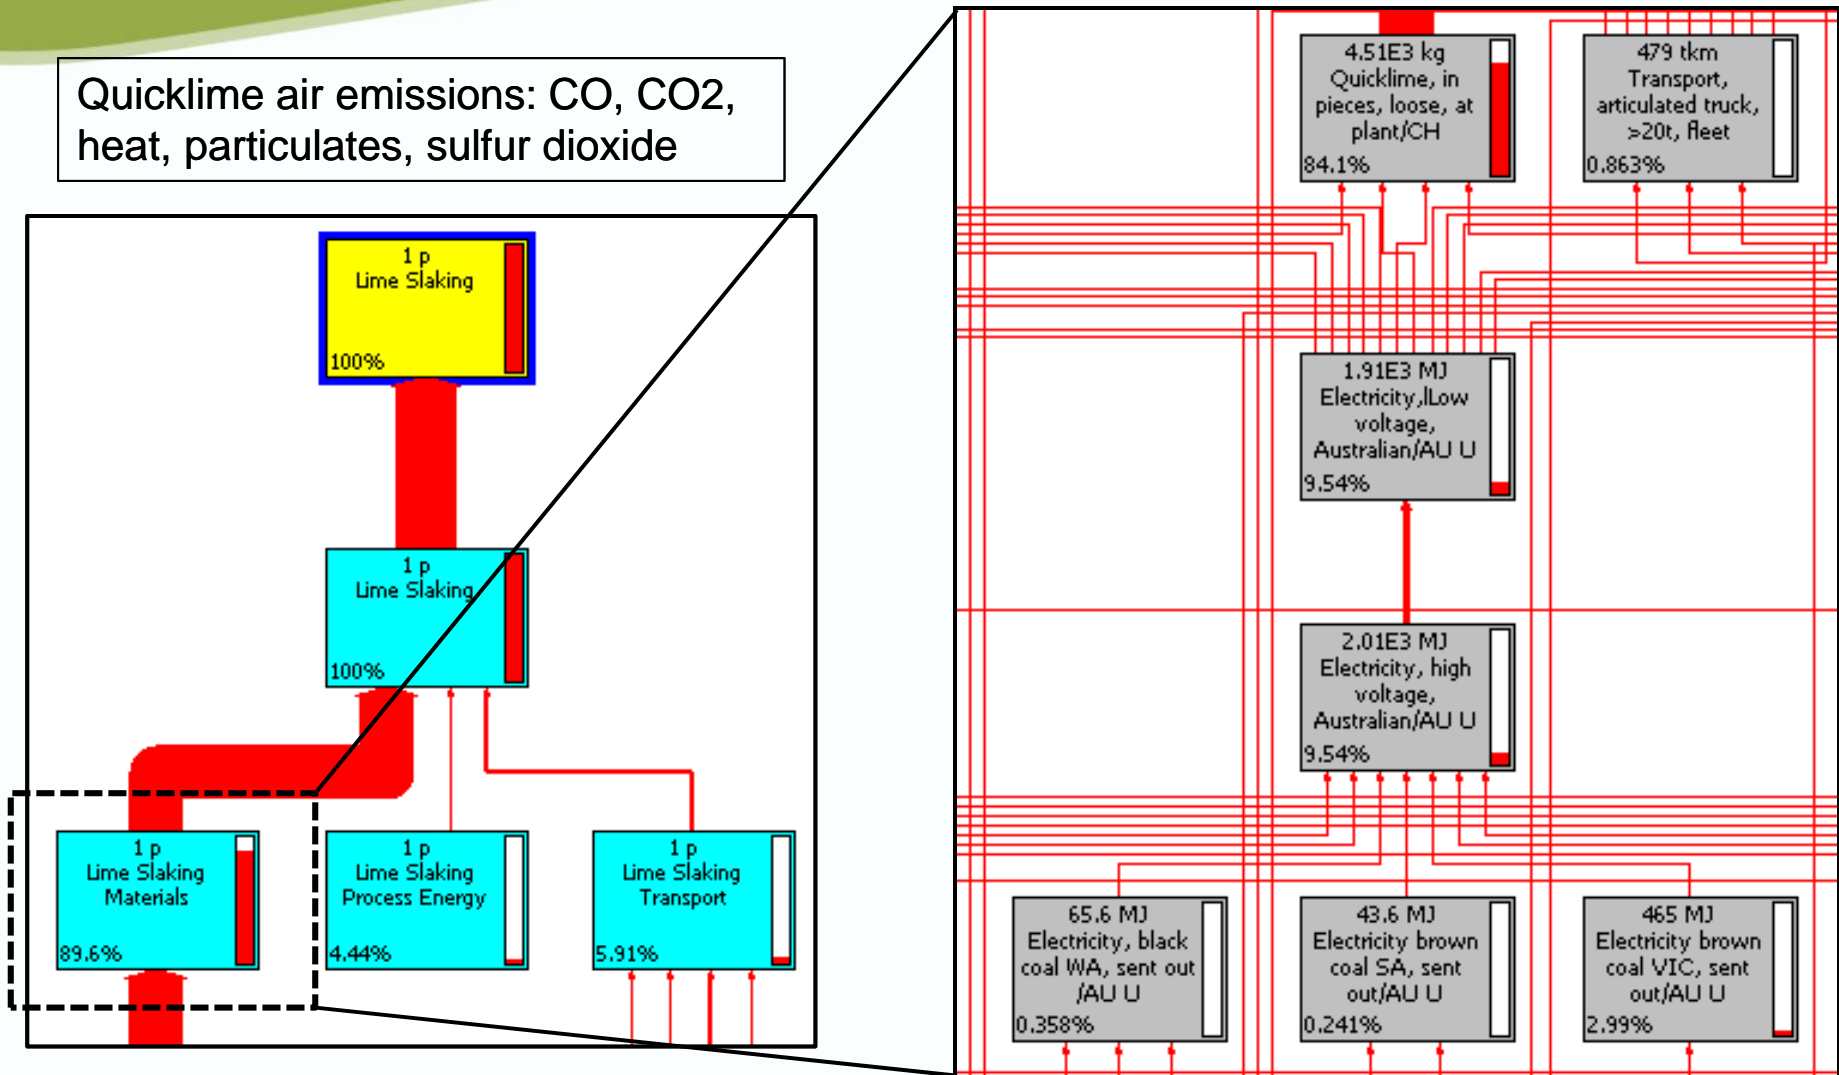 Quicklime air emissions: CO, CO2,
heat, particulates, sulfur dioxide
1 p
Lime Slaking
100%
1 p
Lime Slaking
100%
1 p
Lime Slaking
Materials
89.6%
1 p
Lime Slaking
Process Energy
4.44%
1 p
Lime Slaking
Transport
5.91%
4.51E3 kg
Quicklime, in
pieces, loose, at
plant/CH
84.1%
479 tkm
Transport,
articulated truck,
>20t, fleet
0.863%
1.91E3 MJ
Electricity,lLow
voltage,
Australian/AU U
9.54%
2.01E3 MJ
Electricity, high
voltage,
Australian/AU U
9.54%
65.6 MJ
Electricity, black
coal WA, sent out
/AU U
0.358%
43.6 MJ
Electricity brown
coal SA, sent
out/AU U
0.241%
465 MJ
Electricity brown
coal VIC, sent
out/AU U
2.99%